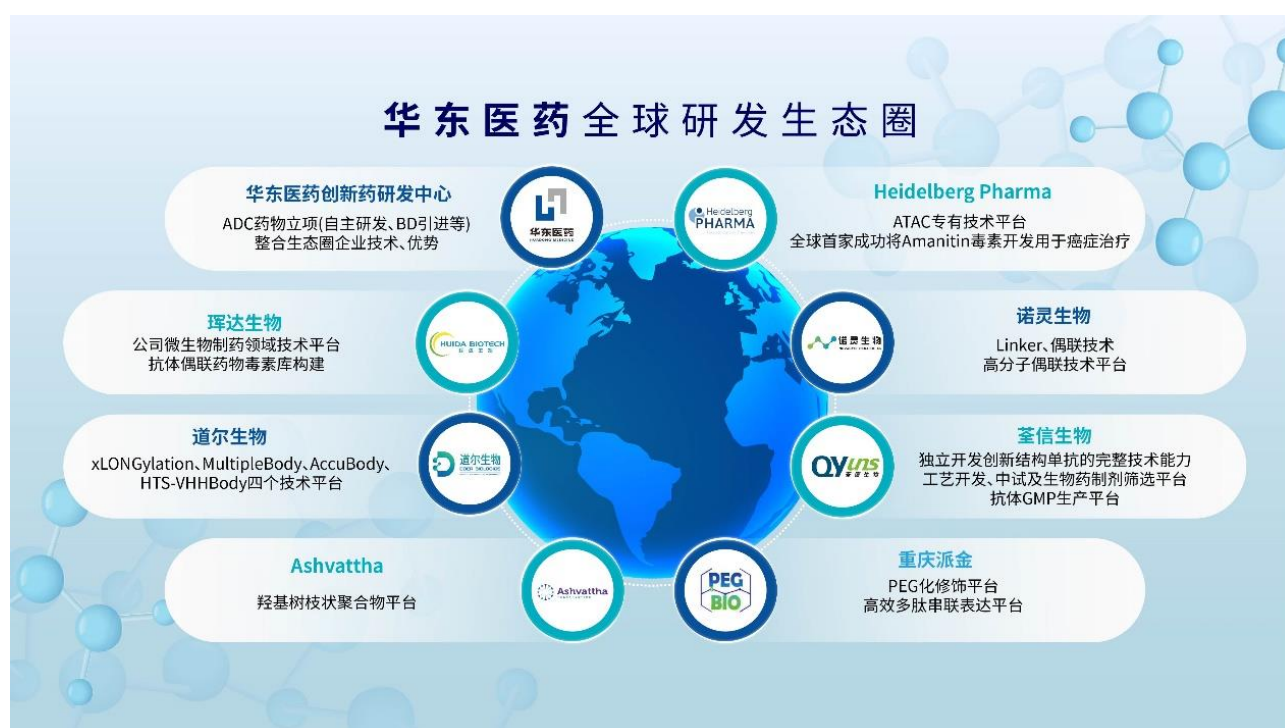 华东医药全球研发生态圈
华东医药创新药研发中心
ADC药物立项(自主研发、BD引进等)
整合生态圈企业技术、优势
华东医药
HUADONG MEDICINE
Heidelberg
PHARMA
Heidelberg Pharma
ATAC专有技术平台
全球首家成功将Amanitin毒素开发用于癌症治疗
珲达生物
公司微生物制药领域技术平台
抗体偶联药物毒素库构建
HUIDA BIOTECH
珲达生物
诺灵生物
诺灵生物
Linker、偶联技术
高分子偶联技术平台
道尔生物
xLONGylation、MultipleBody、AccuBody、
HTS-VHHBody四个技术平台
道尔生物
DOER BIOLOGICS
QYuns
荃信生物
荃信生物
独立开发创新结构单抗的完整技术能力
工艺开发、中试及生物药制剂筛选平台
抗体GMP生产平台
Ashvattha
羟基树枝状聚合物平台
Ashvattha
PEG
BIO
重庆派金
PEG化修饰平台
高效多肽串联表达平台